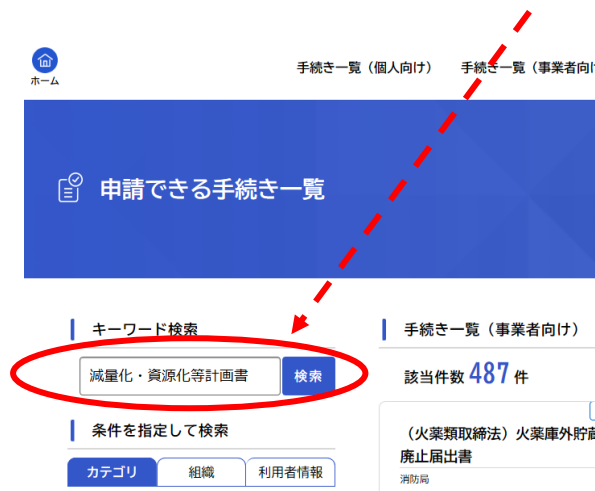 ホーム
手続き一覧（個人向け）
手続き一覧（事業者向け
申請できる手続き一覧
キーワード検索
減量化・資源化等計画書
検索
条件を指定して検索
カテゴリ
組織
利用者情報
手続き一覧（事業者向け）
該当件数 487 件
（火薬類取締法）火薬庫外貯蔵
廃止届出書
消防局